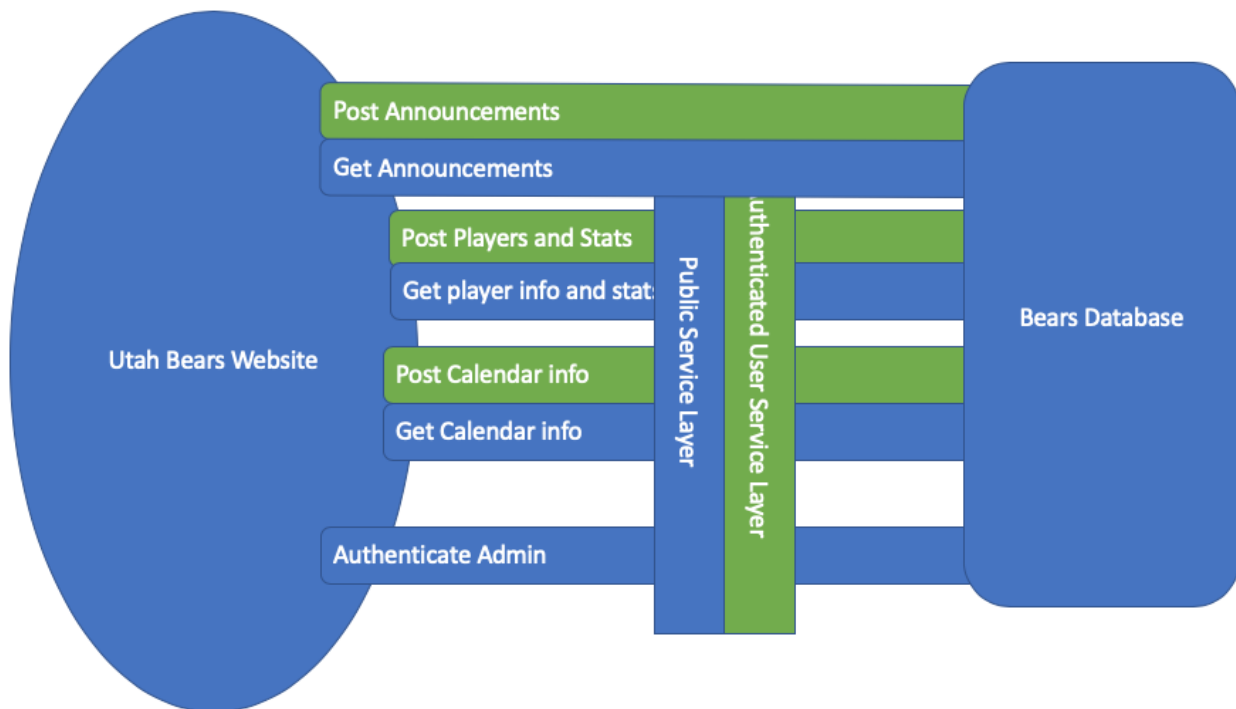 Post Announcements
Get Announcements
Post Players and Stats
Get player info and stats
Utah Bears Website
Post Calendar info
Get Calendar info
Authenticate Admin
Public Service Layer
Authenticated User Service Layer
Bears Database